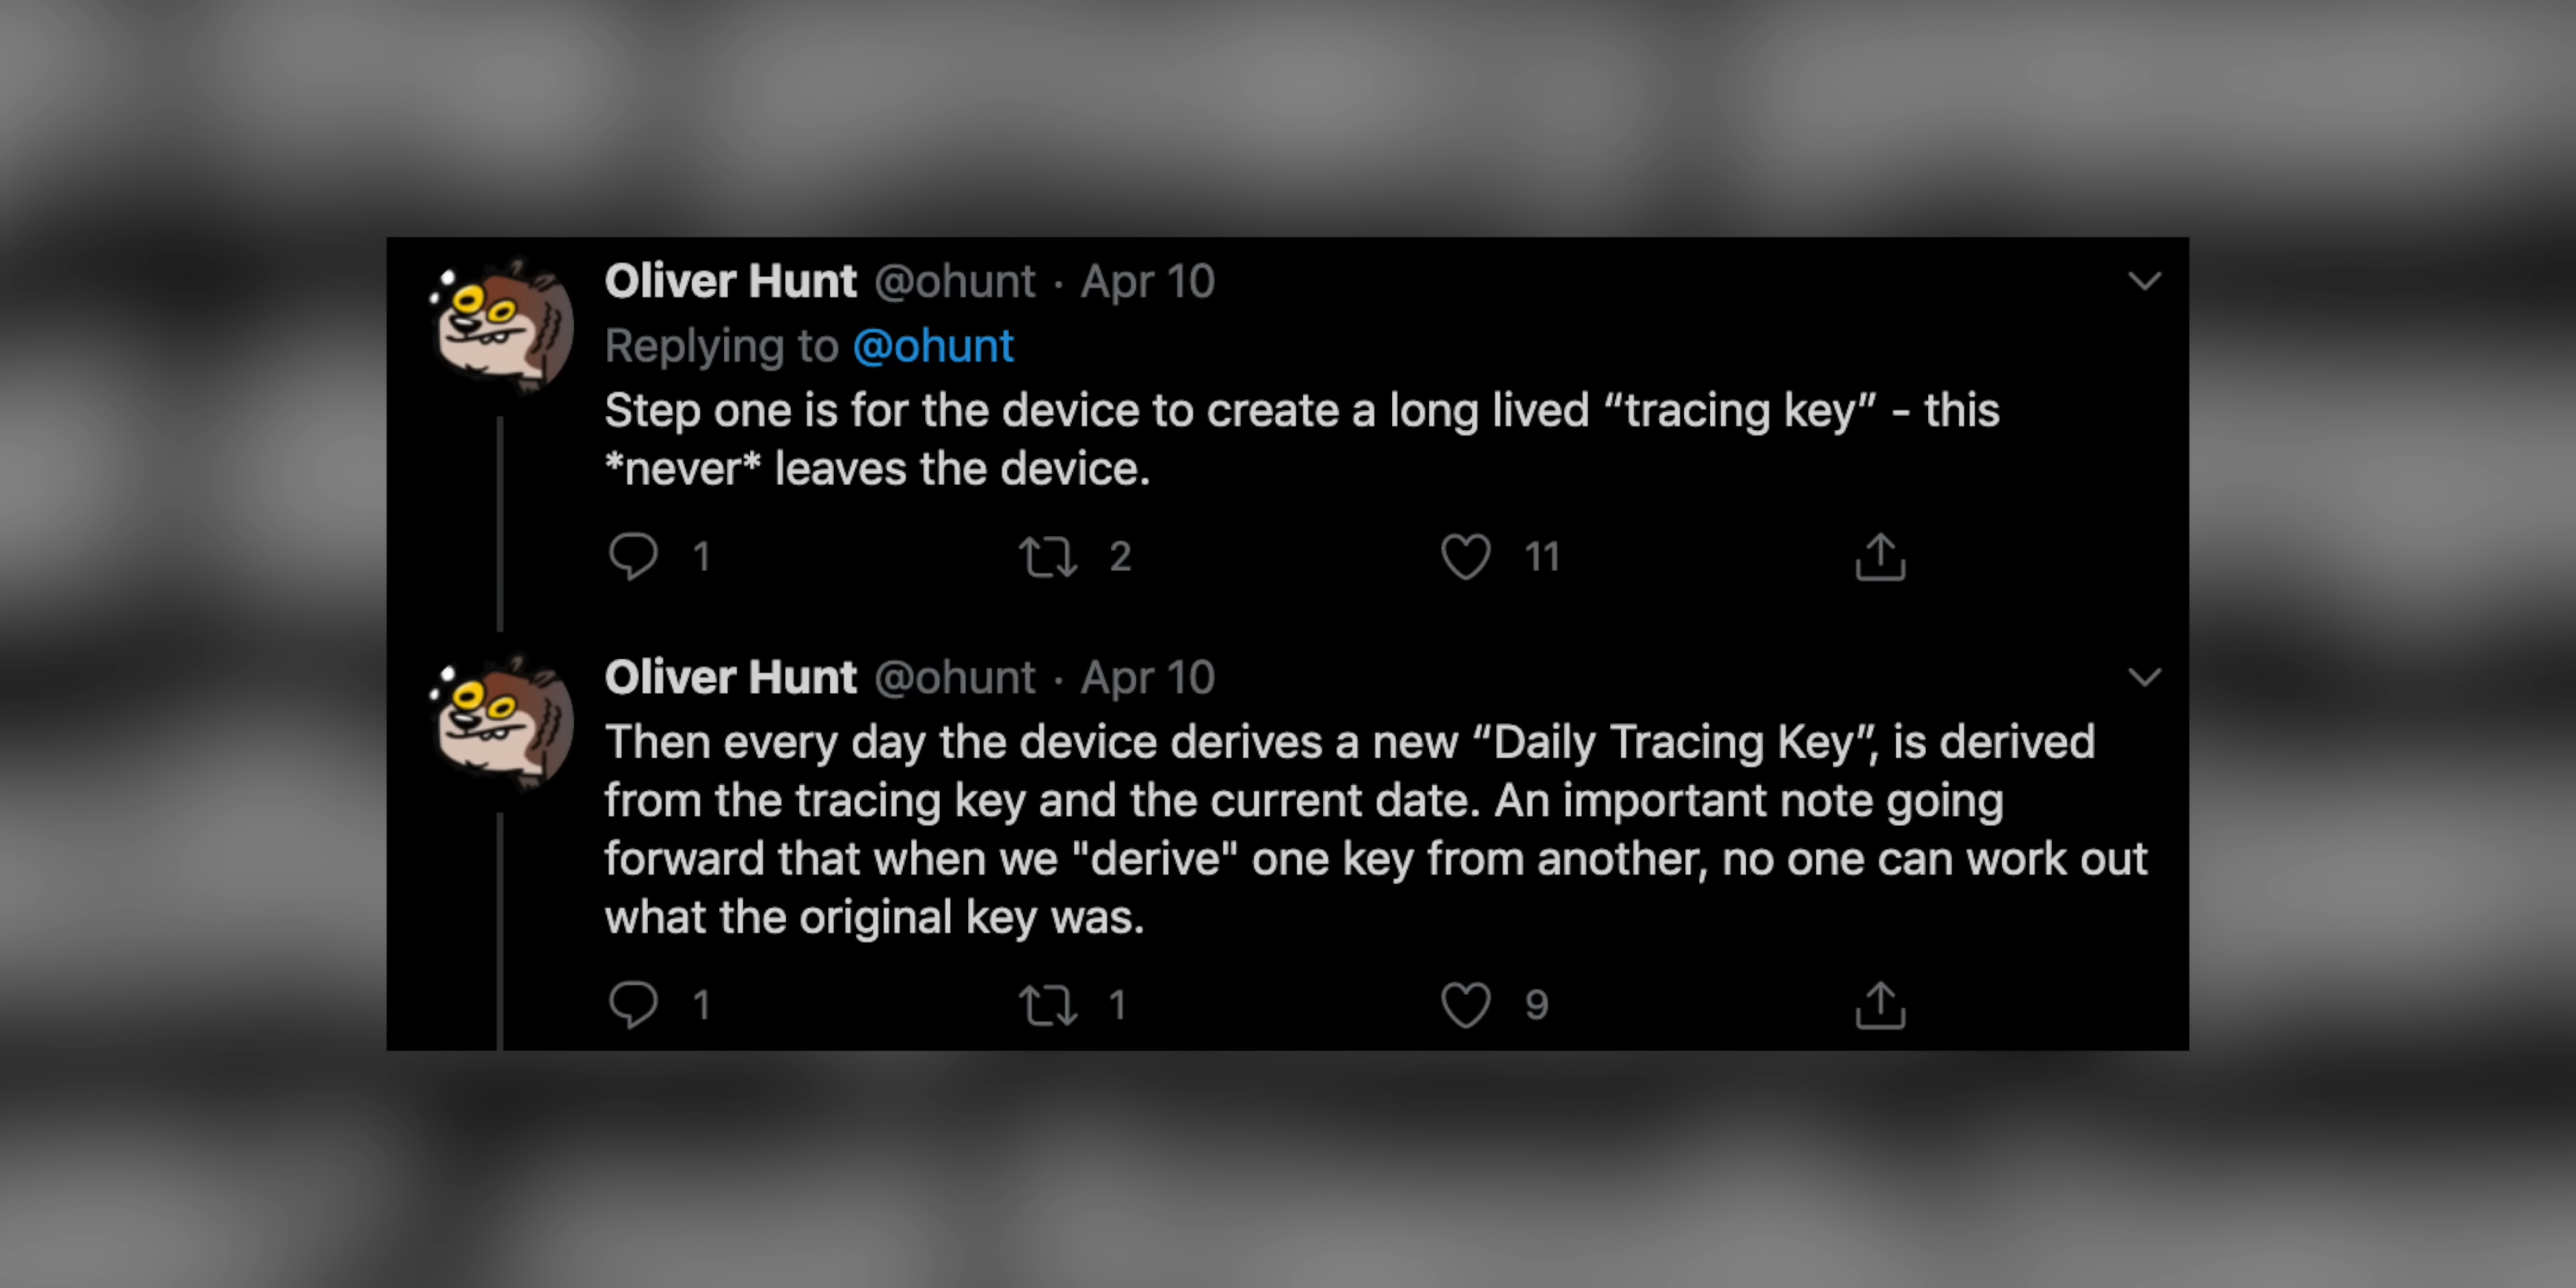 Oliver Hunt @ohunt · Apr 10
Replying to @ohunt
Step one is for the device to create a long lived “tracing key” - this
*never* leaves the device.
1 2 11
Oliver Hunt @ohunt · Apr 10
Then every day the device derives a new “Daily Tracing Key”, is derived
from the tracing key and the current date. An important note going
forward that when we "derive" one key from another, no one can work out
what the original key was.
1 1 9